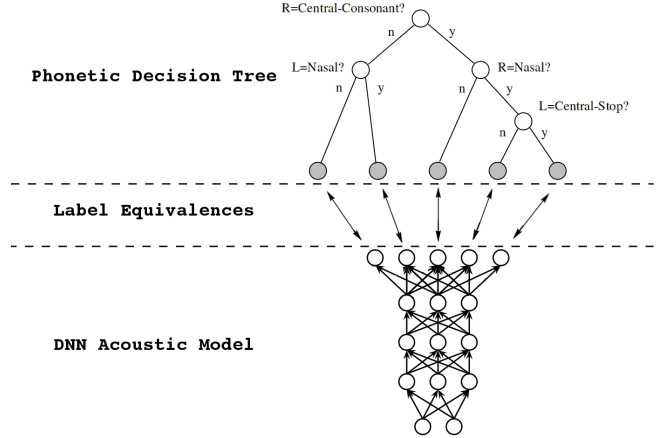 R=Central-Consonant?
n y
Phonetic Decision Tree
L=Nasal? R=Nasal?
n y n y
L=Central-Stop?
n y
Label Equivalences
DNN Acoustic Model